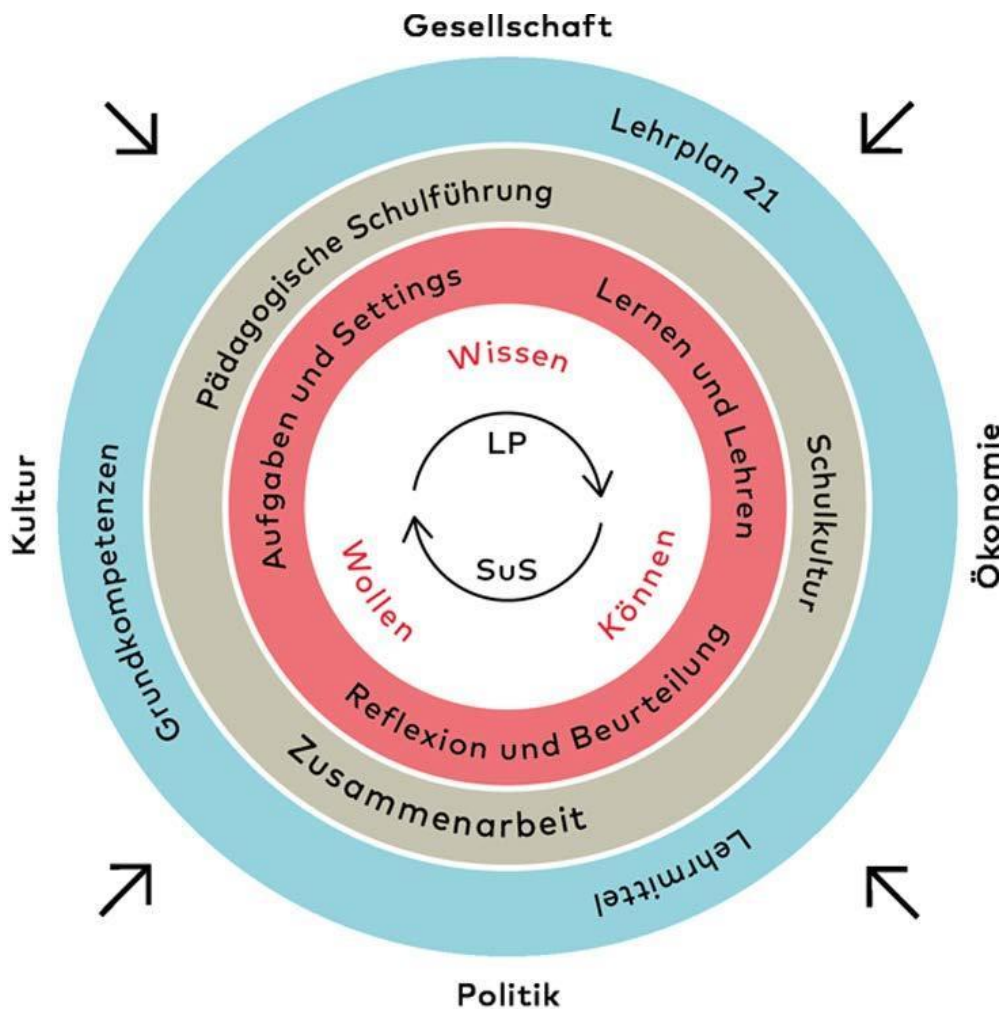 Gesellschaft
Lehrplan 21
Pädagogische Schulführung
Aufgaben und Settings
Lernen und Lehren
Wissen
LP
Kultur
Grundkompetenzen
Schulkultur
Ökonomie
SuS
Wollen
Können
Reflexion und Beurteilung
Zusammenarbeit
Lehrmittel
Politik